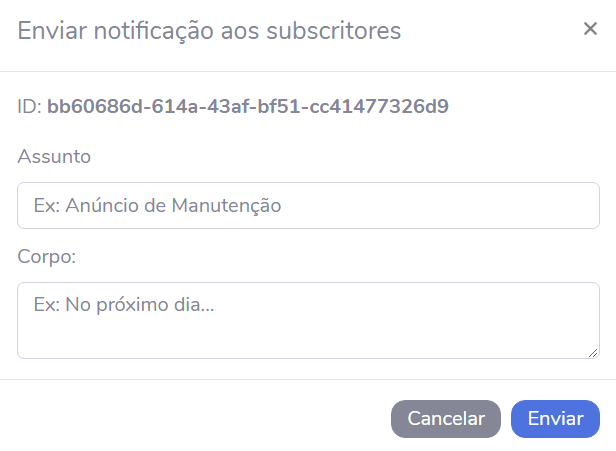 Enviar notificação aos subscritores
×
ID: bb60686d-614a-43af-bf51-cc41477326d9
Assunto
Ex: Anúncio de Manutenção
Corpo:
Ex: No próximo dia...
Cancelar Enviar